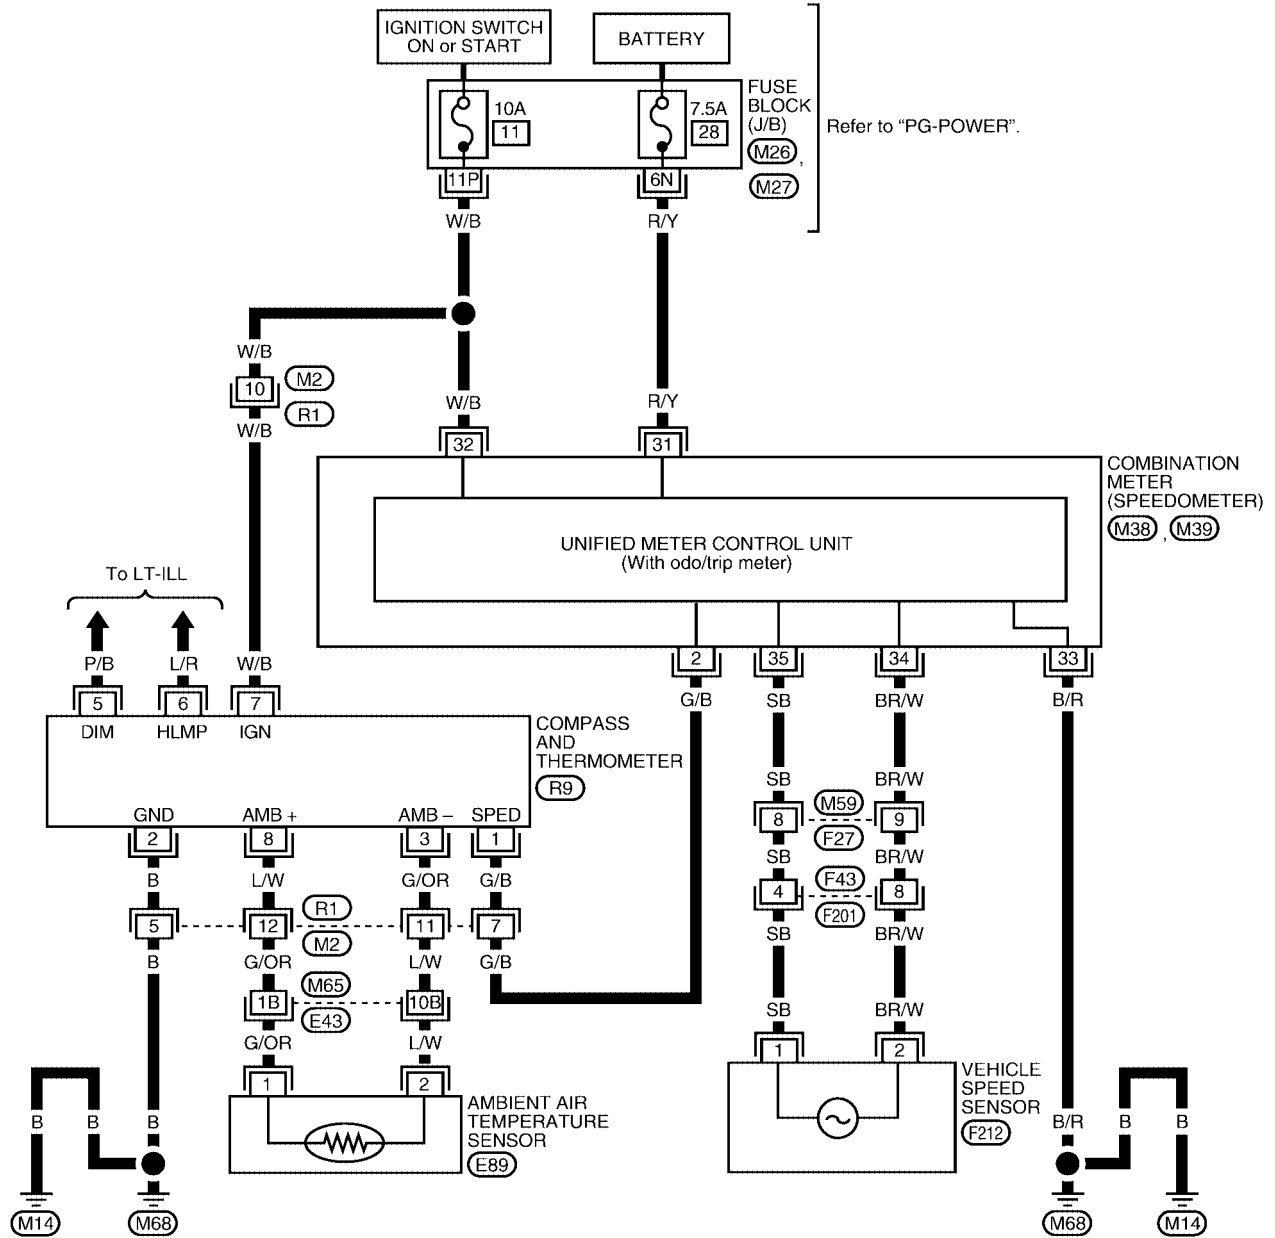 IGNITION SWITCH
ON or START
BATTERY
FUSE
BLOCK
(J/B)
M26 ,
M27
Refer to "PG-POWER".
10A
11
7.5A
28
11P
6N
W/B
R/Y
W/B
10
M2
R1
W/B
W/B
R/Y
32
31
COMBINATION
METER
(SPEEDOMETER)
M38 , M39
UNIFIED METER CONTROL UNIT
(With odo/trip meter)
To LT-ILL
P/B
L/R
W/B
5
6
7
DIM
HLMP
IGN
2
35
34
33
G/B
SB
BR/W
B/R
COMPASS
AND
THERMOMETER
R9
GND
AMB +
AMB –
SPED
2
8
3
1
B
L/W
G/OR
G/B
5
12
R1
M2
11
7
B
G/OR
L/W
G/B
1B
M65
E43
10B
G/OR
L/W
1
2
AMBIENT AIR
TEMPERATURE
SENSOR
E89
SB
BR/W
8
M59
F27
9
SB
BR/W
4
F43
F201
8
SB
BR/W
SB
BR/W
1
2
VEHICLE
SPEED
SENSOR
F212
B
B
B
M14
M68
B/R
B
B
M68
M14